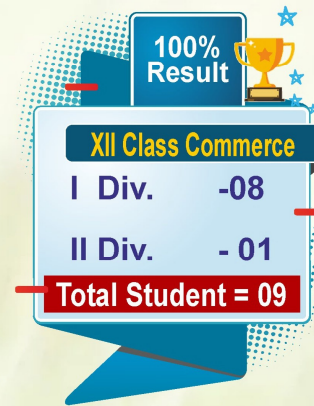 100%
Result
XII Class Commerce
I Div. -08
II Div. - 01
Total Student = 09